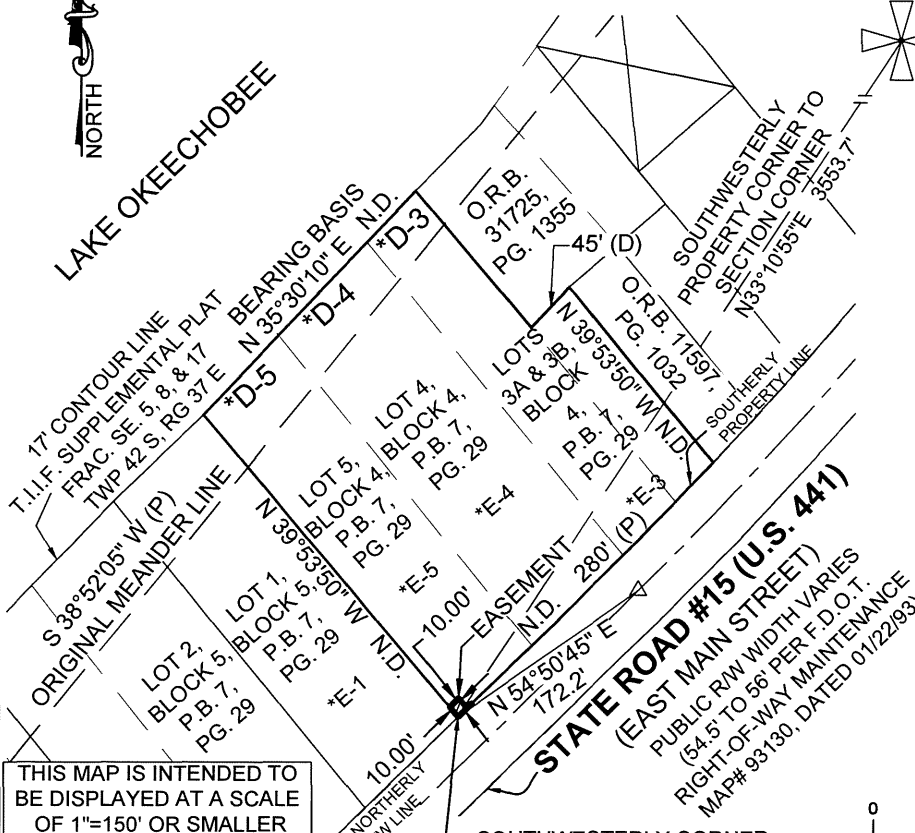 NORTH
LAKE OKEECHOBEE
BEARING BASIS
N 35°30'10" E N.D.
17' CONTOUR LINE
T.I.I.F. SUPPLEMENTAL PLAT
FRAC. SE. 5, 8, & 17
TWP 42 S, RG 37 E
S 38°52'05" W (P)
ORIGINAL MEANDER LINE
*D-3
*D-4
*D-5
O.R.B.
31725,
PG. 1355
45' (D)
SOUTHWESTERLY
PROPERTY CORNER TO
SECTION CORNER
N33°10'55"E 3553.7'
O.R.B. 11597,
PG. 1032
N 39°53'50" W N.D.
SOUTHERLY
PROPERTY LINE
LOTS
3A & 3B,
BLOCK
4,
P.B. 7,
PG. 29
*E-3
LOT 4,
BLOCK 4,
P.B. 7,
PG. 29
*E-4
LOT 5,
BLOCK 4,
P.B. 7,
PG. 29
*E-5
N 39°53'50" W N.D.
LOT 1,
BLOCK 5,
P.B. 7,
PG. 29
*E-1
LOT 2,
BLOCK 5,
P.B. 7,
PG. 29
10.00'
EASEMENT
N.D. 280' (P)
N 54°50'45" E
172.2'
10.00'
NORTHERLY
W LINE
STATE ROAD #15 (U.S. 441)
(EAST MAIN STREET)
PUBLIC R/W WIDTH VARIES
(54.5' TO 56' PER F.D.O.T.
RIGHT-OF-WAY MAINTENANCE
MAP# 93130, DATED 01/22/93)
THIS MAP IS INTENDED TO
BE DISPLAYED AT A SCALE
OF 1"=150' OR SMALLER
SOUTHWESTERLY CORNER
0